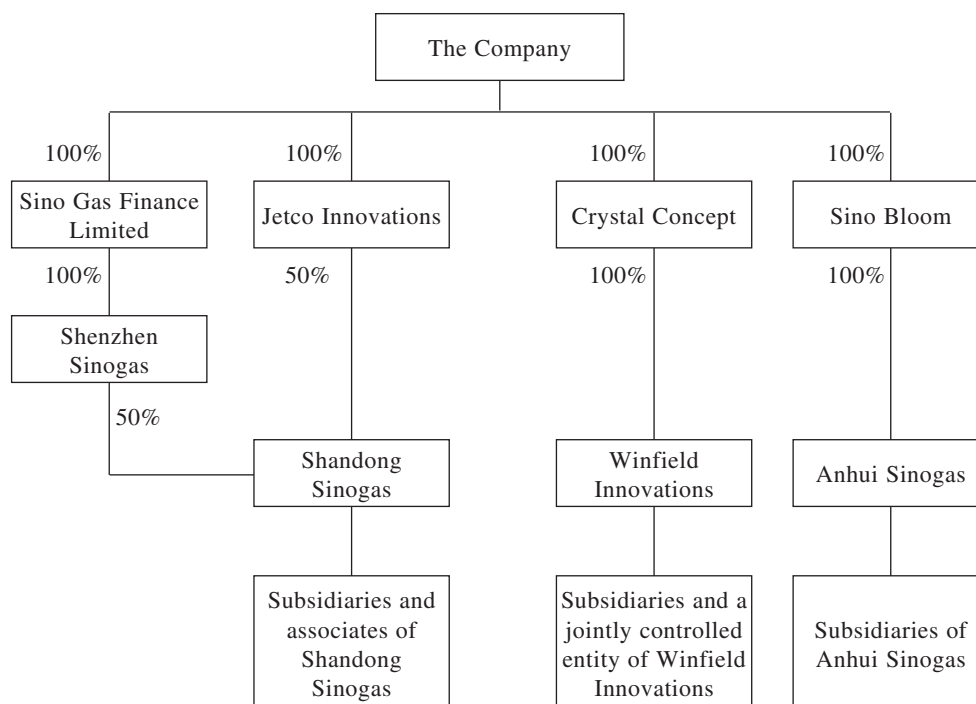 The Company
100%
100%
100%
100%
Sino Gas Finance
Limited
Jetco Innovations
Crystal Concept
Sino Bloom
100%
50%
100%
100%
Shenzhen
Sinogas
50%
Shandong
Sinogas
Winfield
Innovations
Anhui Sinogas
Subsidiaries and
associates of
Shandong
Sinogas
Subsidiaries and a
jointly controlled
entity of Winfield
Innovations
Subsidiaries of
Anhui Sinogas